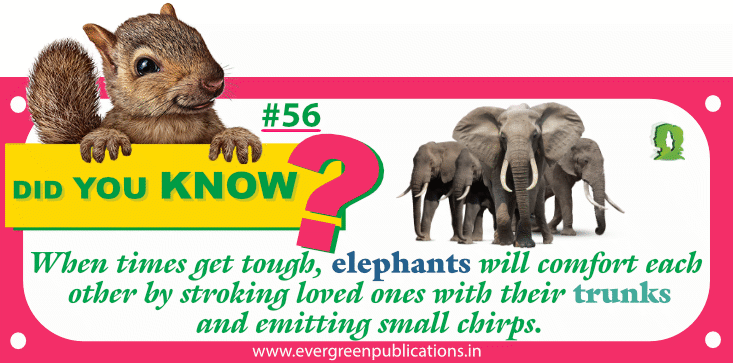 #56
DID YOU KNOW ?
When times get tough, elephants will comfort each
other by stroking loved ones with their trunks
and emitting small chirps.
www.evergreenpublications.in